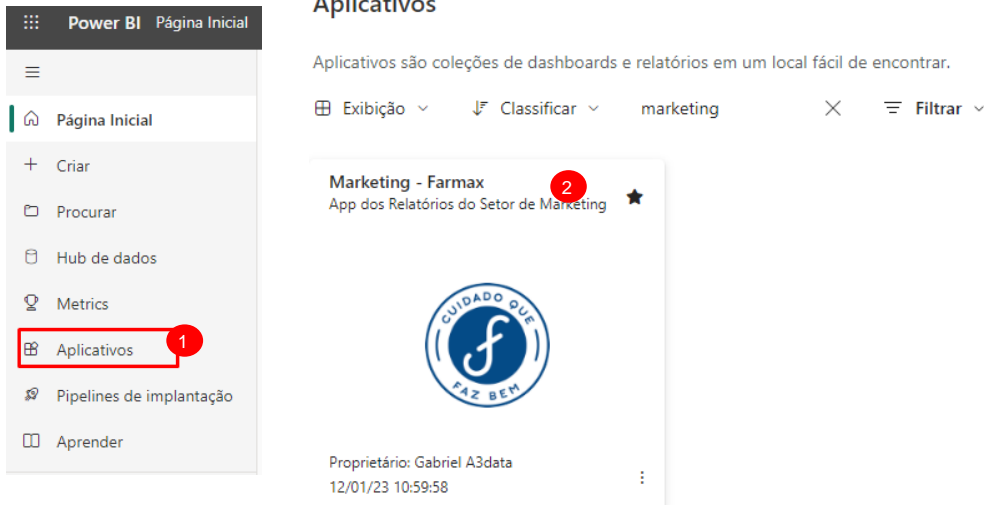 Power BI Página Inicial
Página Inicial
Criar
Procurar
Hub de dados
Metrics
Aplicativos
1
Pipelines de implantação
Aprender
Aplicativos
Aplicativos são coleções de dashboards e relatórios em um local fácil de encontrar.
Exibição Classificar marketing Filtrar
Marketing - Farmax
2
App dos Relatórios do Setor de Marketing
CUIDADO QUE
f
FAZ BEM
Proprietário: Gabriel A3data
12/01/23 10:59:58